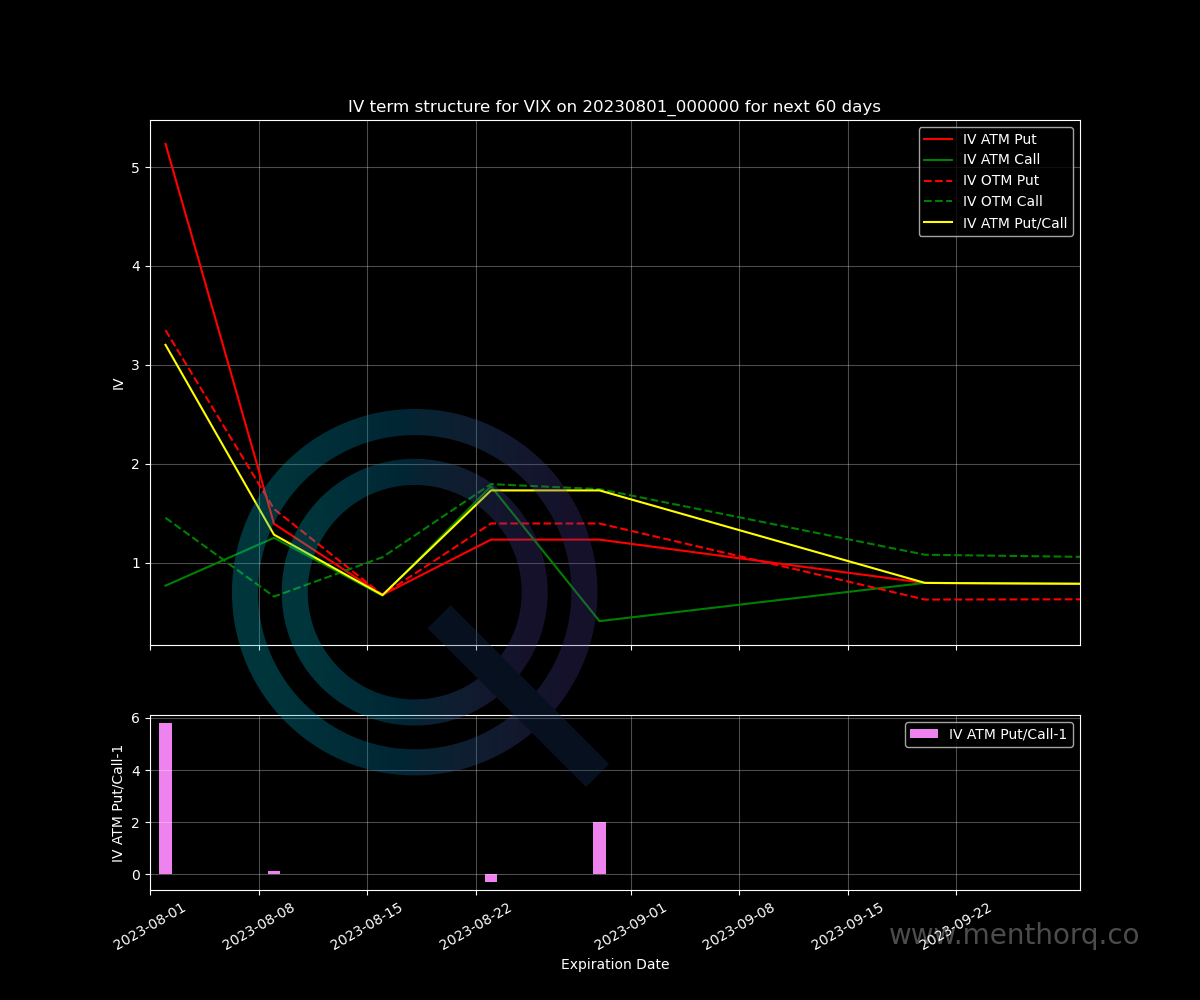 IV term structure for VIX on 20230801_000000 for next 60 days
IV ATM Put
IV ATM Call
IV OTM Put
IV OTM Call
IV ATM Put/Call
5
4
3
2
1
IV
IV ATM Put/Call-1
6
4
2
0
IV ATM Put/Call-1
2023-08-01
2023-08-08
2023-08-15
2023-08-22
2023-09-01
2023-09-08
2023-09-15
2023-09-22
www.menthorq.co
Expiration Date